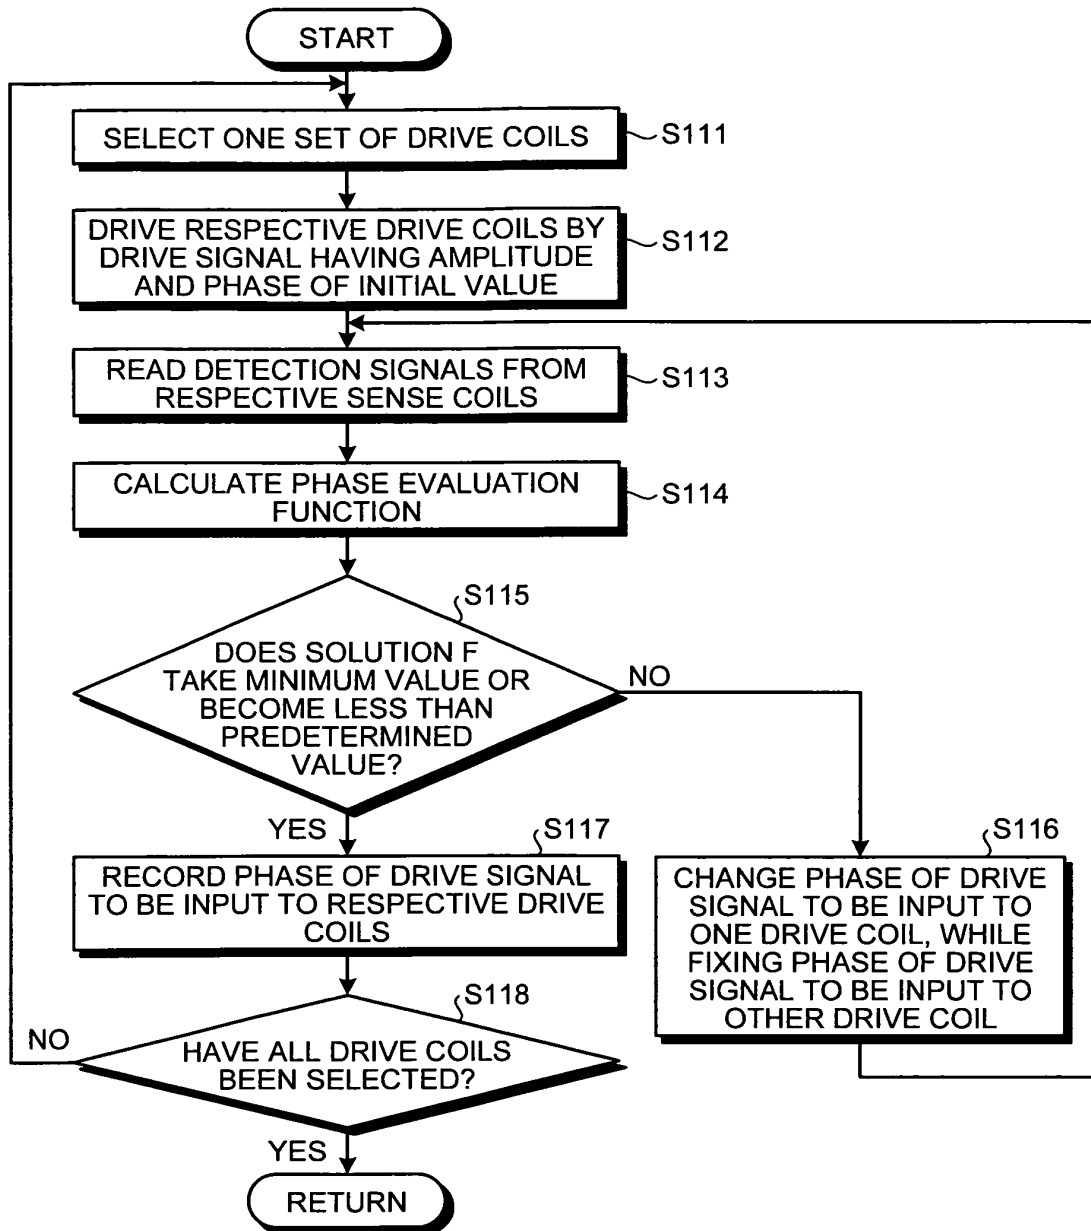 START
SELECT ONE SET OF DRIVE COILS
S111
DRIVE RESPECTIVE DRIVE COILS BY
DRIVE SIGNAL HAVING AMPLITUDE
AND PHASE OF INITIAL VALUE
S112
READ DETECTION SIGNALS FROM
RESPECTIVE SENSE COILS
S113
CALCULATE PHASE EVALUATION
FUNCTION
S114
S115
DOES SOLUTION F
TAKE MINIMUM VALUE OR
BECOME LESS THAN
PREDETERMINED
VALUE?
NO
YES
S117
RECORD PHASE OF DRIVE SIGNAL
TO BE INPUT TO RESPECTIVE DRIVE
COILS
S116
CHANGE PHASE OF DRIVE
SIGNAL TO BE INPUT TO
ONE DRIVE COIL, WHILE
FIXING PHASE OF DRIVE
SIGNAL TO BE INPUT TO
OTHER DRIVE COIL
S118
NO
HAVE ALL DRIVE COILS
BEEN SELECTED?
YES
RETURN